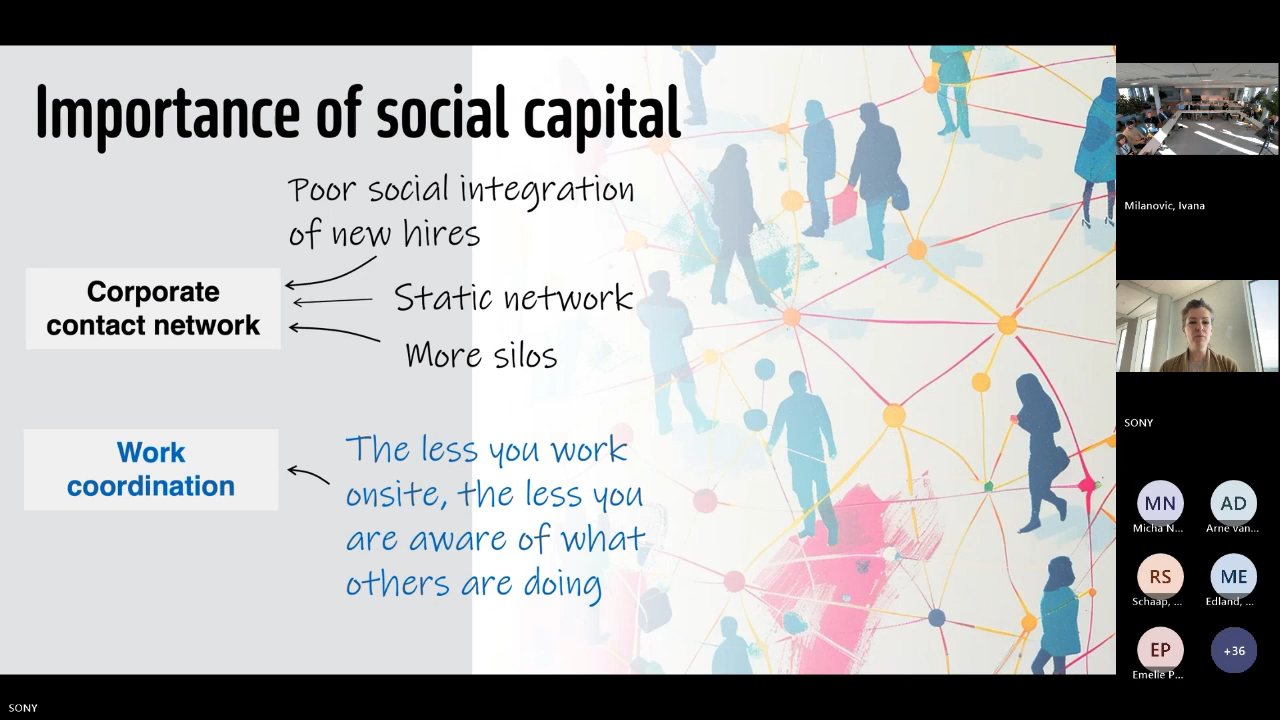 Importance of social capital
Poor social integration
of new hires
Corporate
contact network
Static network
More silos
Work
coordination
The less you work
onsite, the less you
are aware of what
others are doing
Milanovic, Ivana
SONY
MN
Micha N...
AD
Arne van...
RS
Schaap, ...
ME
Edland, ...
EP
Emelie P...
+36
SONY